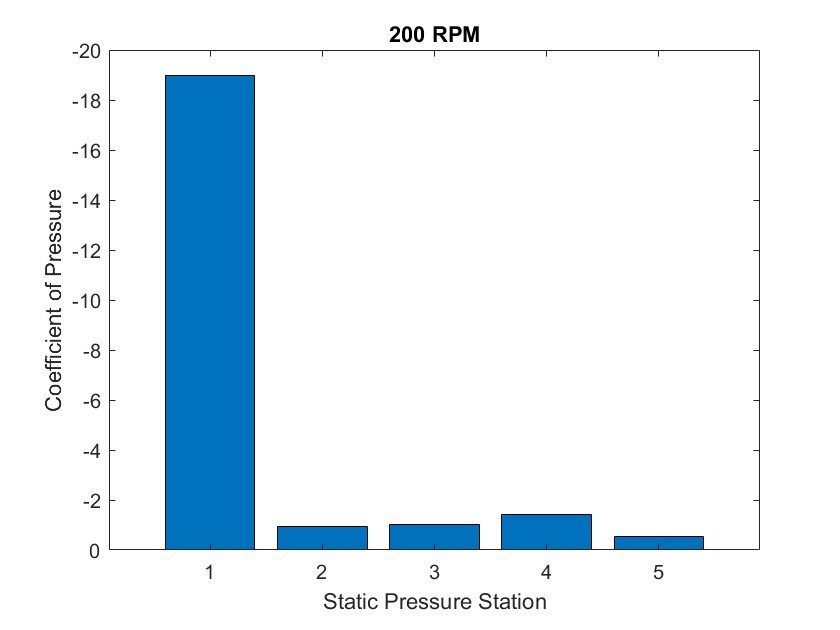 200 RPM
-20
-18
-16
-14
-12
-10
-8
-6
-4
-2
0
Coefficient of Pressure
1 2 3 4 5
Static Pressure Station